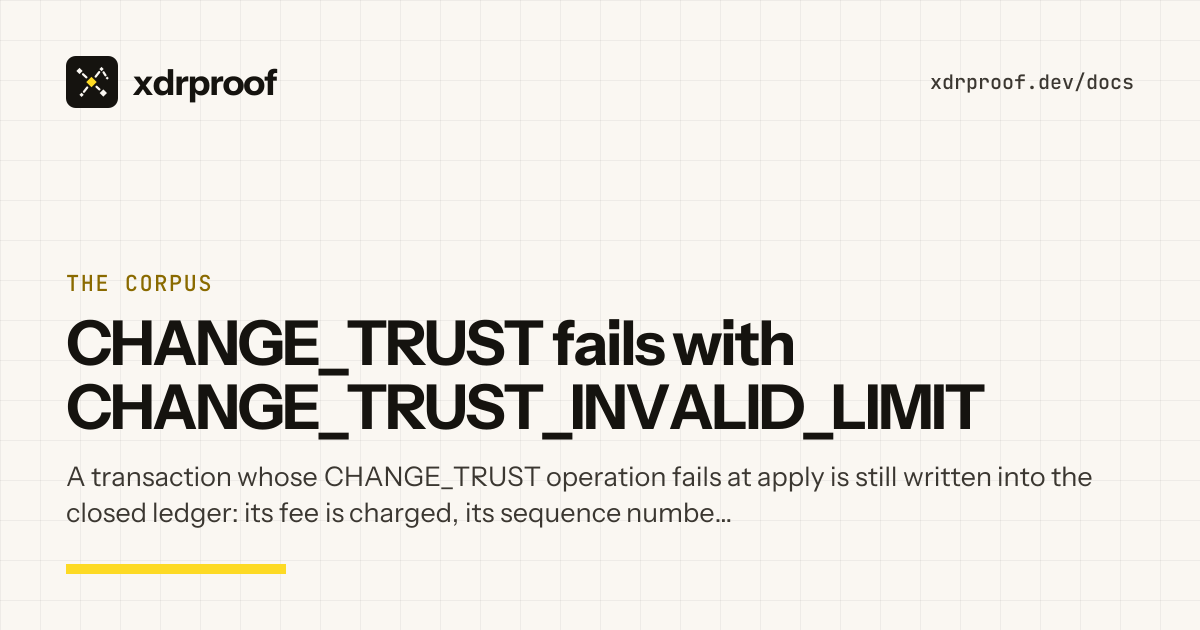 xdrproof
xdrproof.dev/docs
THE CORPUS
CHANGE_TRUST fails with
CHANGE_TRUST_INVALID_LIMIT
A transaction whose CHANGE_TRUST operation fails at apply is still written into the
closed ledger: its fee is charged, its sequence numbe...